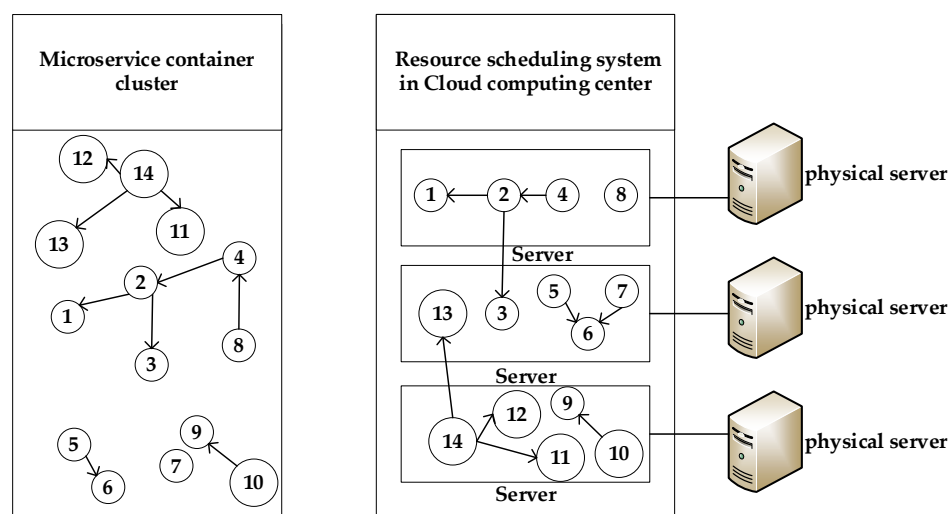 Microservice container
cluster
12
14
13
11
4
2
1
3
8
5
9
7
6
10
Resource scheduling system
in Cloud computing center
1
2
4
8
Server
physical server
13
3
5
7
6
Server
physical server
14
12
9
11
10
Server
physical server